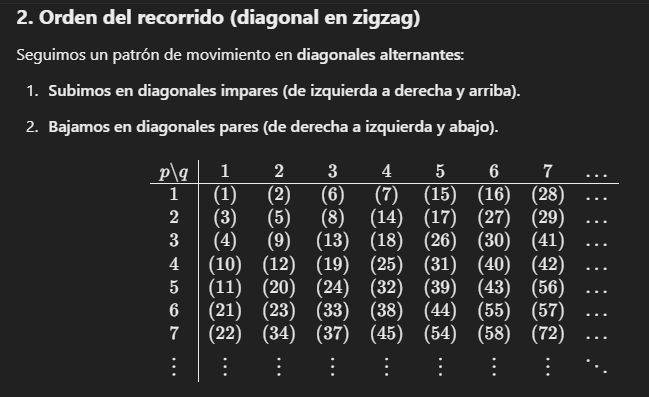 2. Orden del recorrido (diagonal en zigzag)
Seguimos un patrón de movimiento en diagonales alternantes:
1. Subimos en diagonales impares (de izquierda a derecha y arriba).
2. Bajamos en diagonales pares (de derecha a izquierda y abajo).
p\q 1 2 3 4 5 6 7 ...
1 (1) (2) (6) (7) (15) (16) (28) ...
2 (3) (5) (8) (14) (17) (27) (29) ...
3 (4) (9) (13) (18) (26) (30) (41) ...
4 (10) (12) (19) (25) (31) (40) (42) ...
5 (11) (20) (24) (32) (39) (43) (56) ...
6 (21) (23) (33) (38) (44) (55) (57) ...
7 (22) (34) (37) (45) (54) (58) (72) ...
⋮ ⋮ ⋮ ⋮ ⋮ ⋮ ⋮ ⋮ ⋱